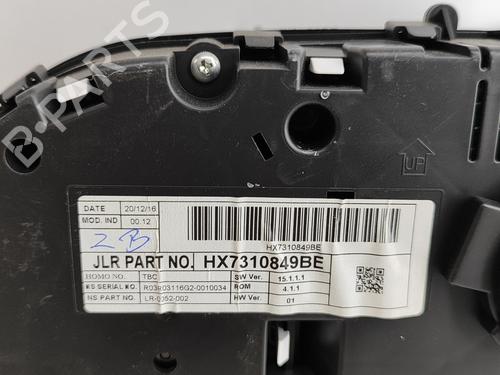 B-PARTS
UP
DATE 20/12/16
MOD. IND 00.12
2B
HX7310849BE
JLR PART NO. HX7310849BE
HOMO NO. TBC SW Ver. 15.1.1
NS SERIAL NO. R03R03116G2-0010034 ROM 4.1.1
NS PART NO. LR-0052-002 HW Ver. 01